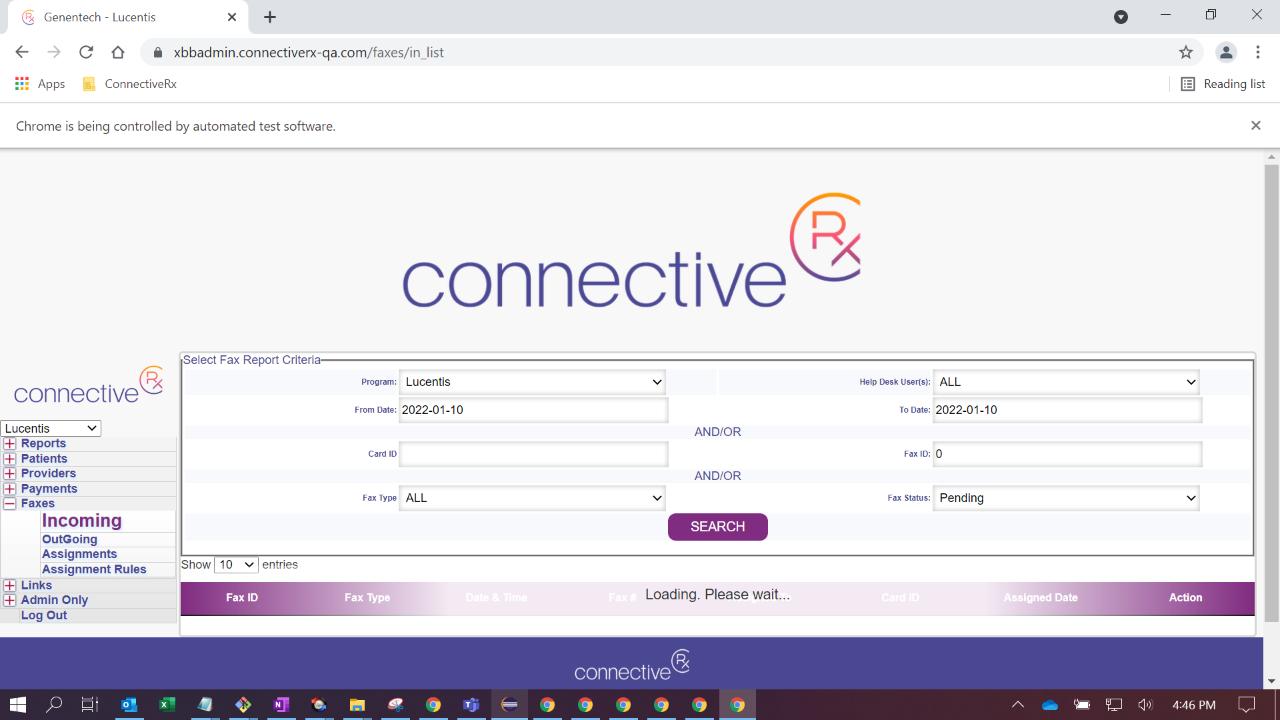 Genentech - Lucentis
xbbadmin.connectiverx-qa.com/faxes/in_list
Apps ConnectiveRx Reading list
Chrome is being controlled by automated test software.
connective Rx
Select Fax Report Criteria
Program: Lucentis Help Desk User(s): ALL
From Date: 2022-01-10 To Date: 2022-01-10
AND/OR
Card ID Fax ID: 0
AND/OR
Fax Type ALL Fax Status: Pending
SEARCH
connective Rx
Lucentis
Reports
Patients
Providers
Payments
Faxes
Incoming
OutGoing
Assignments
Assignment Rules
Links
Admin Only
Log Out
Show 10 entries
Fax ID Fax Type Date & Time Fax # Loading. Please wait... Card ID Assigned Date Action
connective Rx
4:46 PM